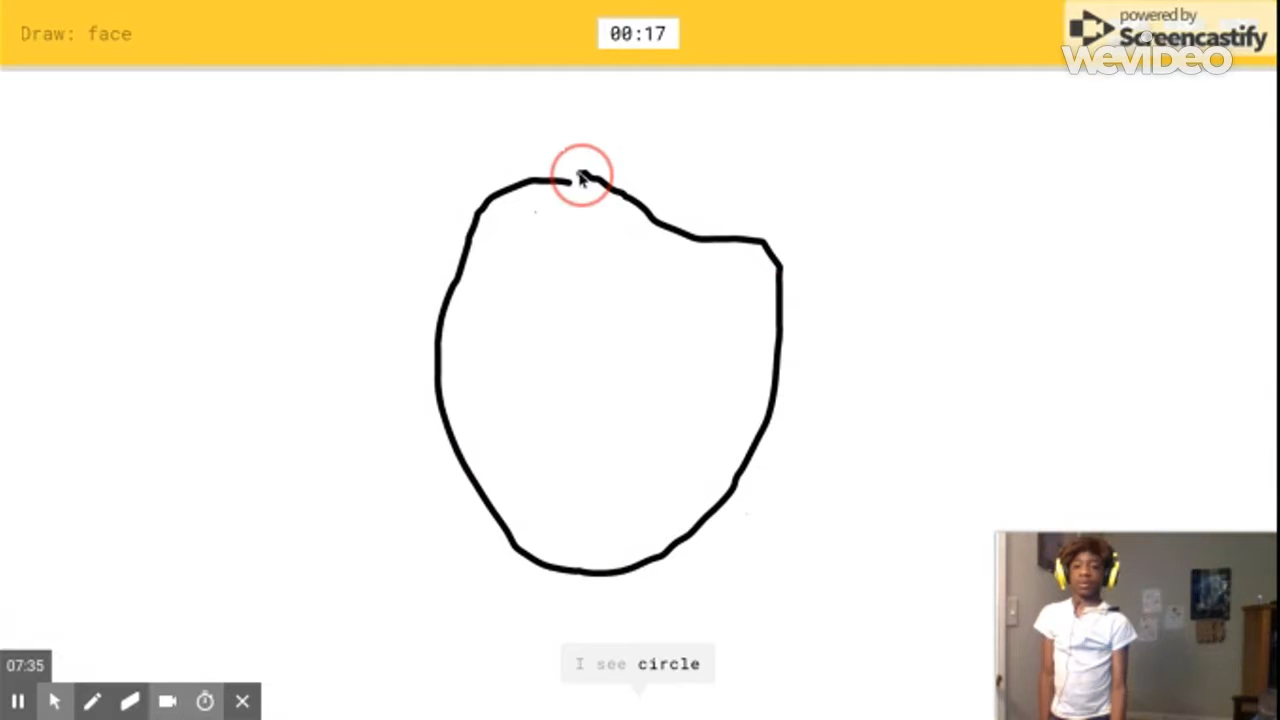 Draw: face
00:17
powered by
Screencastify
wevideo
I see circle
07:35